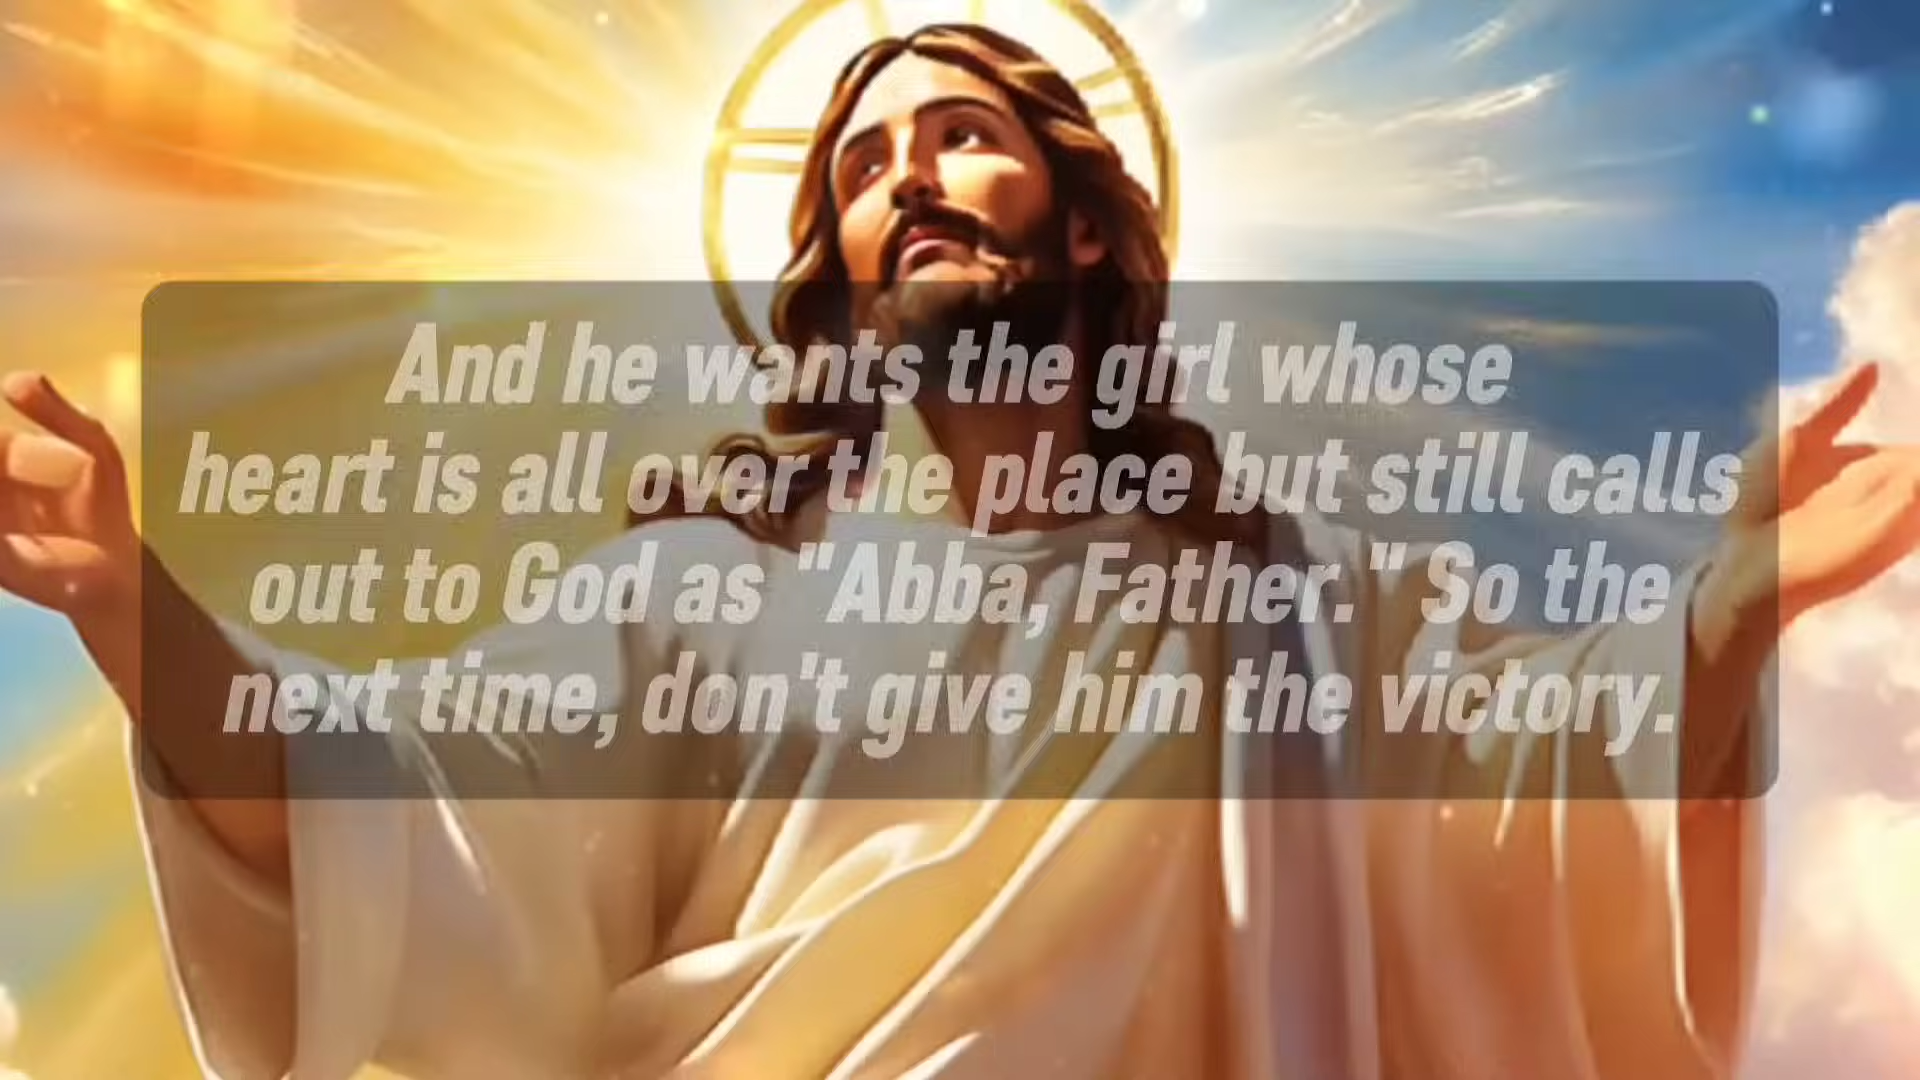 And he wants the girl whose
heart is all over the place but still calls
out to God as "Abba, Father." So the
next time, don't give him the victory.